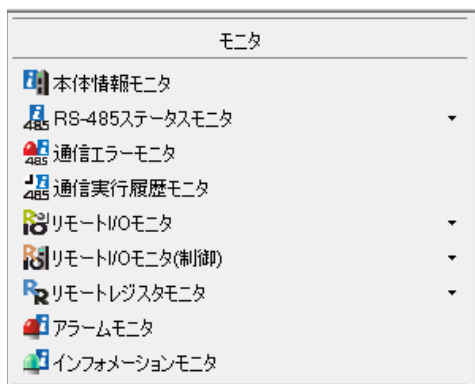 モニタ
本体情報モニタ
RS-485ステータスモニタ
485
通信エラーモニタ
485
通信実行履歴モニタ
485
リモートI/Oモニタ
リモートI/Oモニタ(制御)
リモートレジスタモニタ
アラームモニタ
インフォメーションモニタ